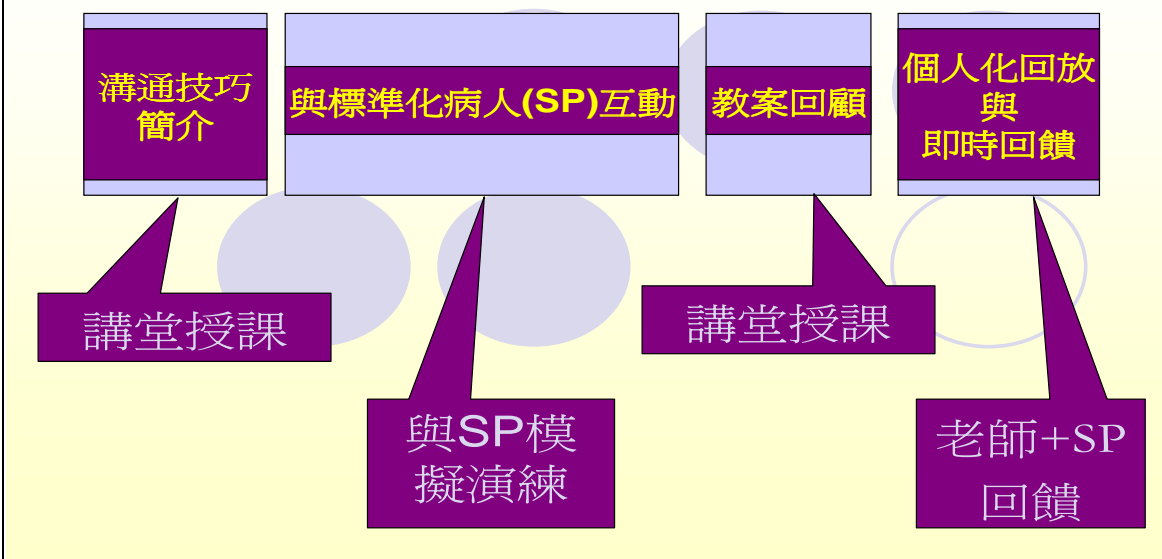 溝通技巧
簡介
與標準化病人(SP)互動
教案回顧
個人化回放
與
即時回饋
講堂授課
講堂授課
與SP模
擬演練
老師+SP
回饋